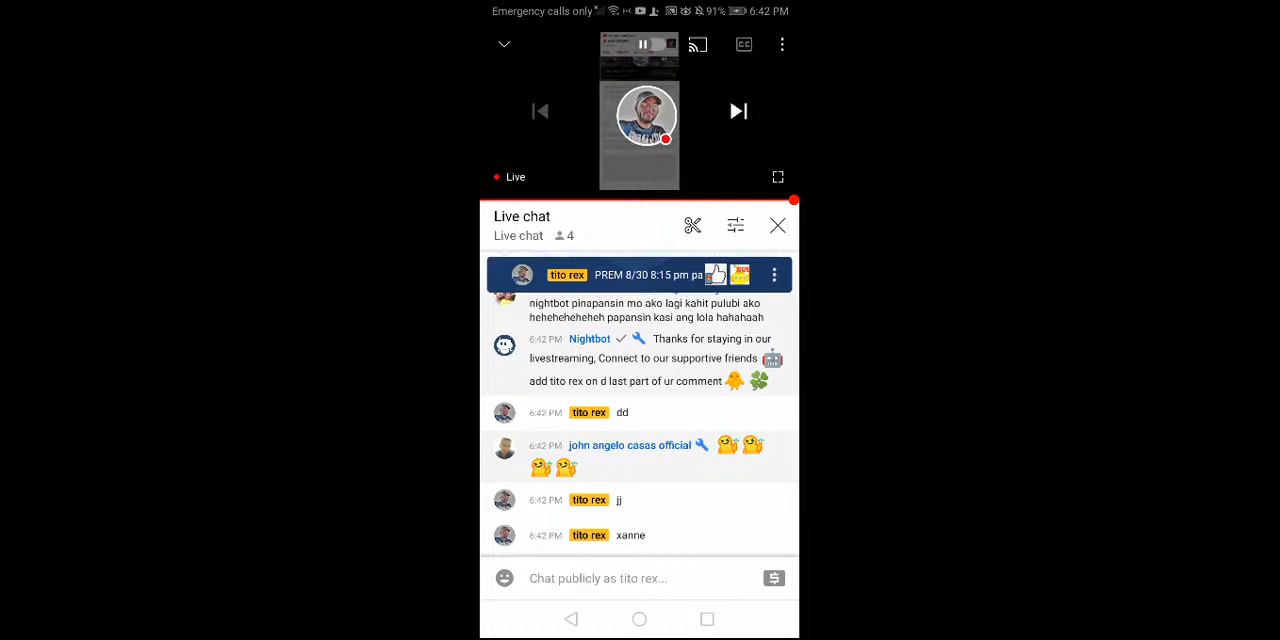 Emergency calls only 91% 6:42 PM
CC
Live
Live chat
Live chat 4
tito rex PREM 8/30 8:15 pm pa
nightbot pinapansin mo ako lagi kahit pulubi ako
heheheheheheh papansin kasi ang lola hahahaah
6:42 PM Nightbot Thanks for staying in our
livestreaming, Connect to our supportive friends
add tito rex on d last part of ur comment
6:42 PM tito rex dd
6:42 PM john angelo casas official
6:42 PM tito rex jj
6:42 PM tito rex xanne
Chat publicly as tito rex...